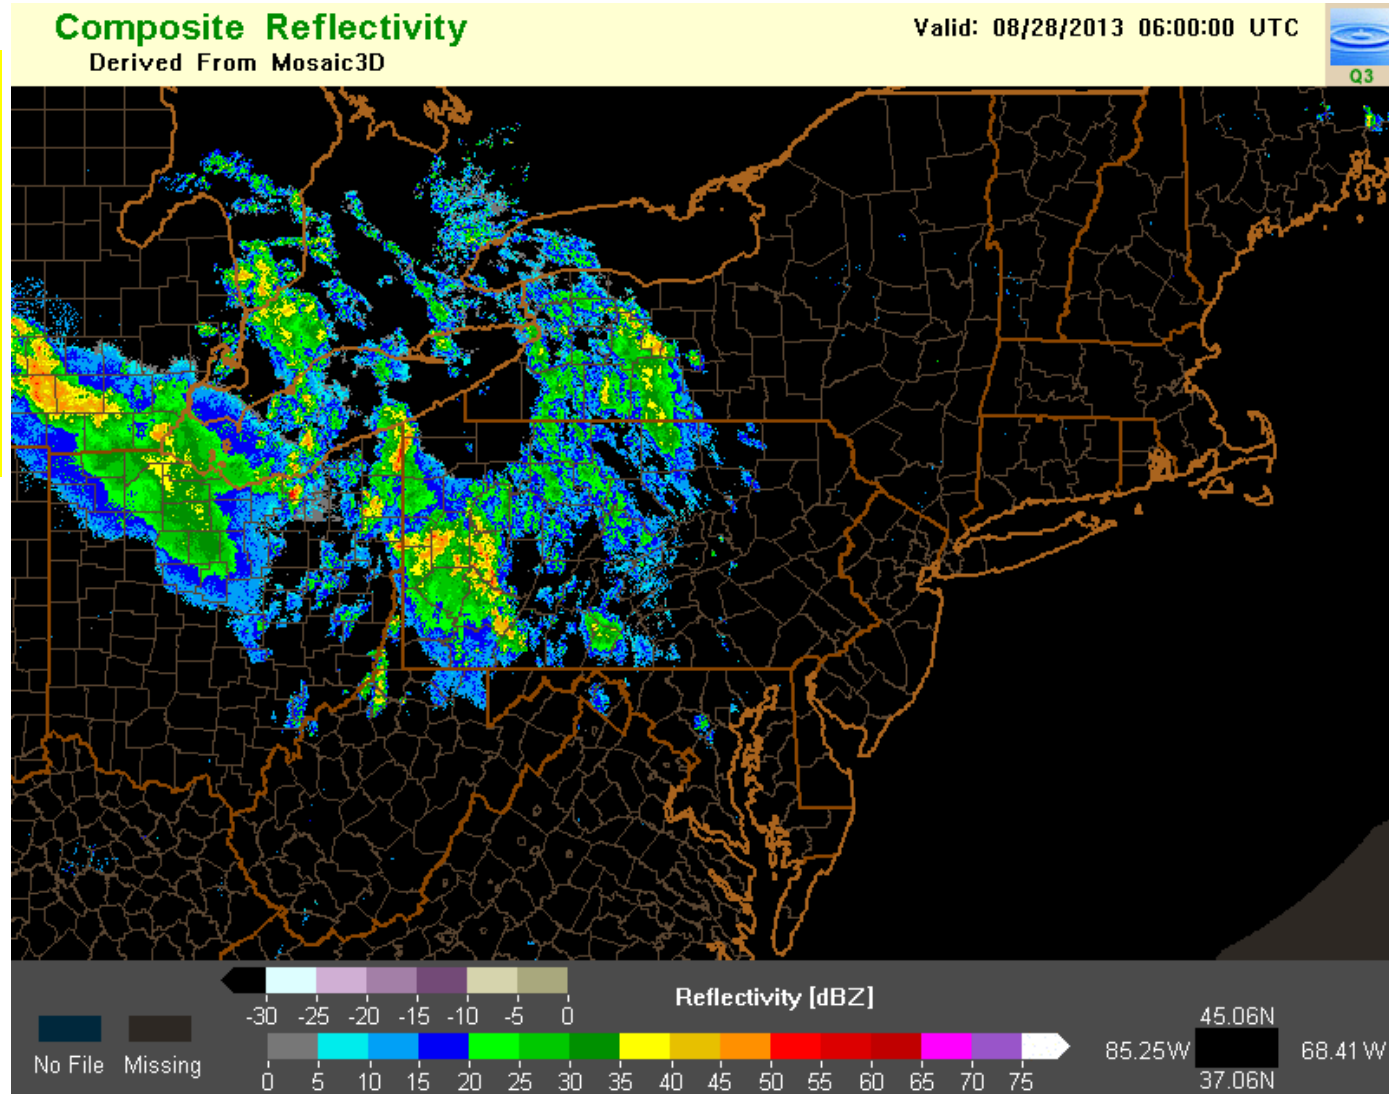 Composite Reflectivity
Derived From Mosaic3D
Valid: 08/28/2013 06:00:00 UTC
Q3
-30 -25 -20 -15 -10 -5 0
Reflectivity [dBZ]
No File Missing
0 5 10 15 20 25 30 35 40 45 50 55 60 65 70 75
45.06N
85.25W 68.41W
37.06N